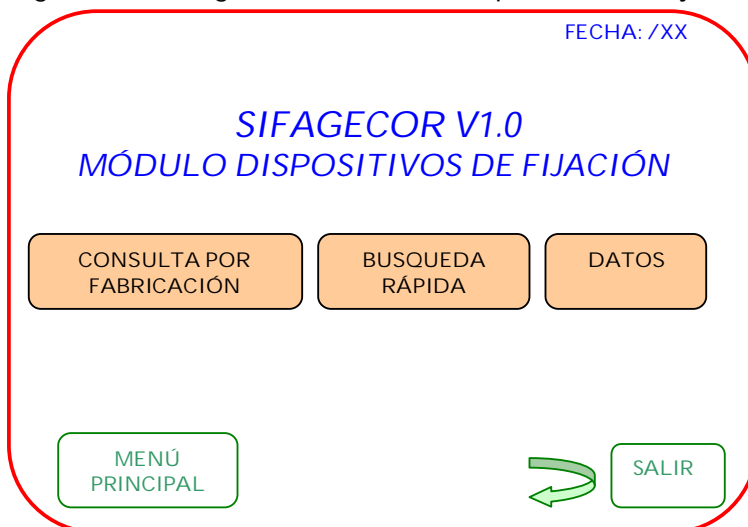 FECHA: /XX
SIFAGECOR V1.0
MÓDULO DISPOSITIVOS DE FIJACIÓN
CONSULTA POR
FABRICACIÓN
BUSQUEDA
RÁPIDA
DATOS
MENÚ
PRINCIPAL
SALIR